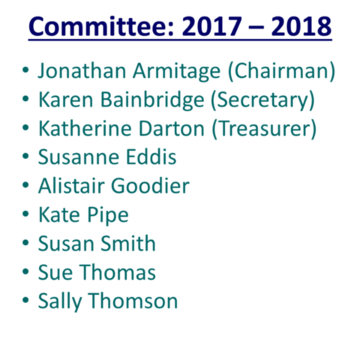 Committee: 2017 – 2018
• Jonathan Armitage (Chairman)
• Karen Bainbridge (Secretary)
• Katherine Darton (Treasurer)
• Susanne Eddis
• Alistair Goodier
• Kate Pipe
• Susan Smith
• Sue Thomas
• Sally Thomson